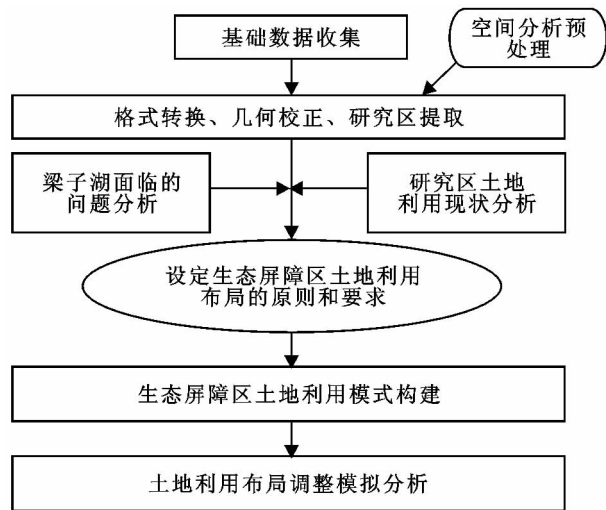 基础数据收集
空间分析预
处理
格式转换、几何校正、研究区提取
梁子湖面临的
问题分析
研究区土地
利用现状分析
设定生态屏障区土地利用
布局的原则和要求
生态屏障区土地利用模式构建
土地利用布局调整模拟分析